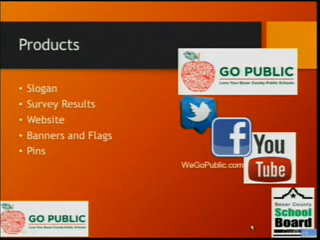 Products
GO PUBLIC
Love Your Bexar County Public Schools
• Slogan
• Survey Results
• Website
• Banners and Flags
• Pins
You
Tube
WeGoPublic.com
GO PUBLIC
Love Your Bexar County Public Schools
Bexar County
School
Board